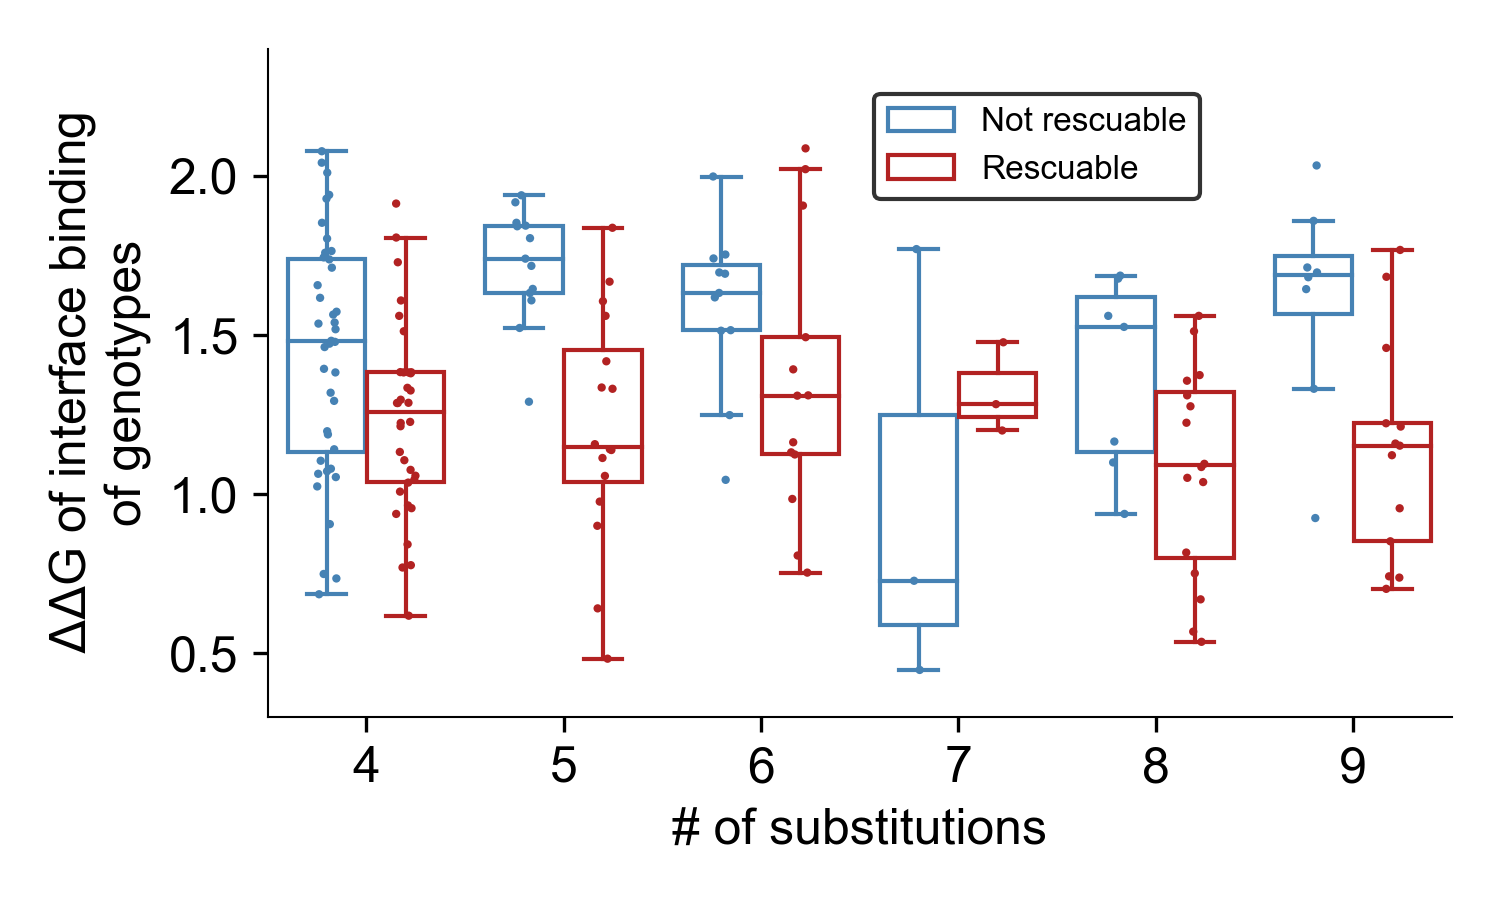 ΔΔG of interface binding
of genotypes
2.0
1.5
1.0
0.5
Not rescuable
Rescuable
4 5 6 7 8 9
# of substitutions